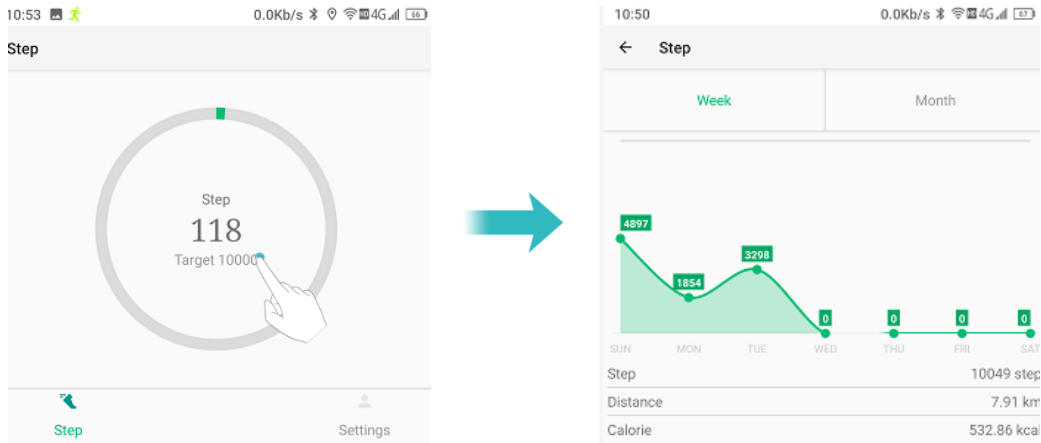 10:53 0.0Kb/s 4G 66
Step
Step
118
Target 10000
Step Settings
10:50 0.0Kb/s 4G 67
Step
Week Month
4897
1854
3298
0
0
0
0
SUN MON TUE WED THU FRI SAT
Step 10049 step
Distance 7.91 km
Calorie 532.86 kcal